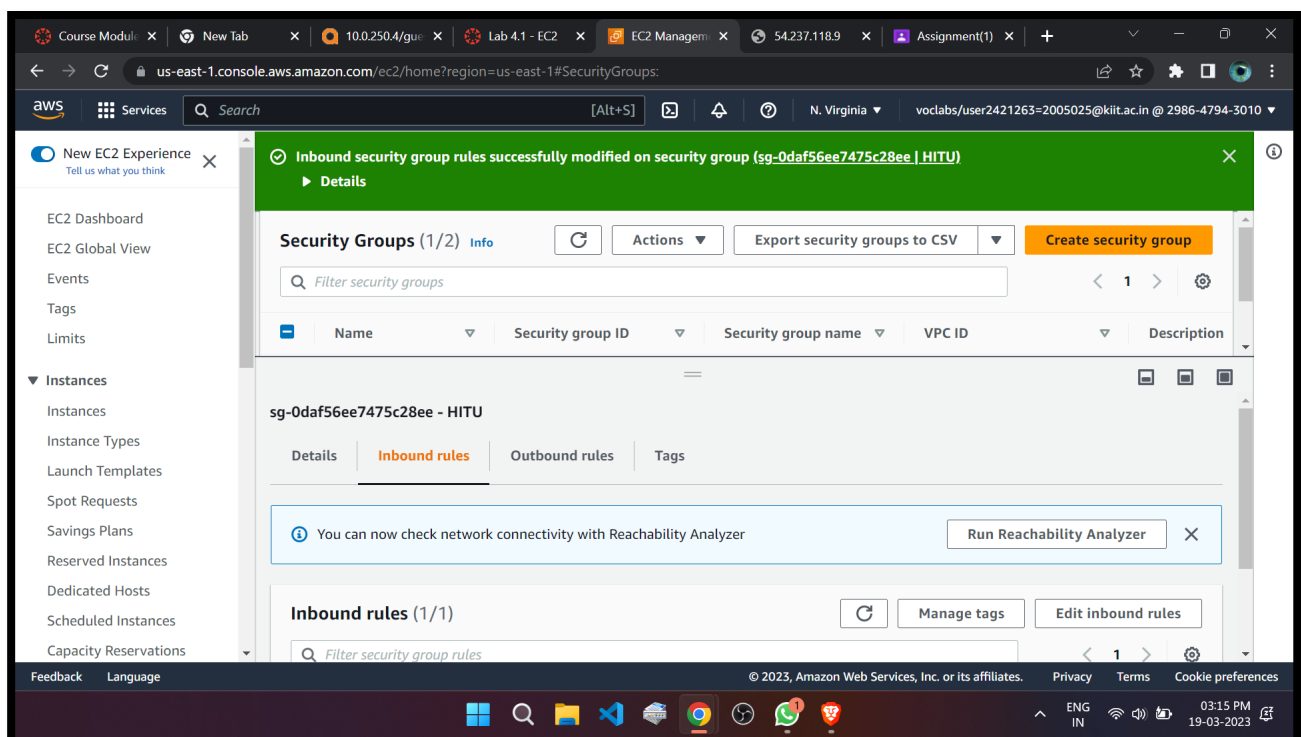 Course Module New Tab 10.0.250.4/gue Lab 4.1 - EC2 EC2 Managem 54.237.118.9 Assignment(1)
us-east-1.console.aws.amazon.com/ec2/home?region=us-east-1#SecurityGroups:
aws Services Search [Alt+S] N. Virginia ▼ voclabs/user2421263=2005025@kiit.ac.in @ 2986-4794-3010 ▼
New EC2 Experience
Tell us what you think
EC2 Dashboard
EC2 Global View
Events
Tags
Limits
▼ Instances
Instances
Instance Types
Launch Templates
Spot Requests
Savings Plans
Reserved Instances
Dedicated Hosts
Scheduled Instances
Capacity Reservations
Inbound security group rules successfully modified on security group (sg-0daf56ee7475c28ee | HITU)
▶ Details
Security Groups (1/2) Info Actions ▼ Export security groups to CSV ▼ Create security group
Filter security groups
1
Name Security group ID Security group name VPC ID Description
sg-0daf56ee7475c28ee - HITU
Details Inbound rules Outbound rules Tags
You can now check network connectivity with Reachability Analyzer Run Reachability Analyzer
Inbound rules (1/1) Manage tags Edit inbound rules
Filter security group rules 1
Feedback Language © 2023, Amazon Web Services, Inc. or its affiliates. Privacy Terms Cookie preferences
1
ENG
IN
03:15 PM
19-03-2023